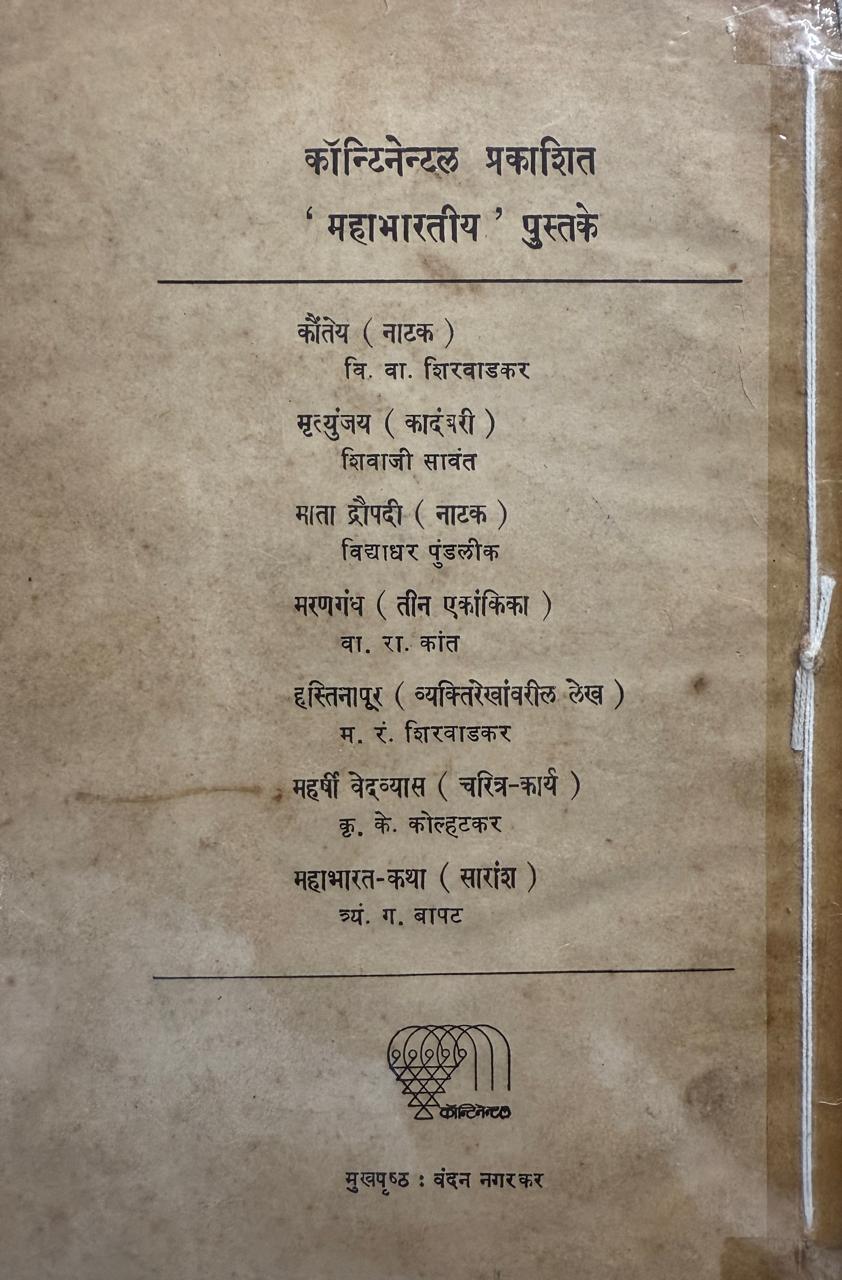 कॉन्टिनेन्टल प्रकाशित
‘ महाभारतीय ’ पुस्तके
कौंतेय ( नाटक )
वि. वा. शिरवाडकर
मृत्युंजय ( कादंबरी )
शिवाजी सावंत
माता द्रौपदी ( नाटक )
विद्याधर पुंडलीक
मरणगंध ( तीन एकांकिका )
वा. रा. कांत
हस्तिनापूर ( व्यक्तिरेखांवरील लेख )
म. रं. शिरवाडकर
महर्षी वेदव्यास ( चरित्र-कार्य )
कृ. के. कोल्हटकर
महाभारत-कथा ( सारांश )
त्र्यं. ग. बापट
कॉन्टिनेन्टल
मुखपृष्ठ : वंदन नगरकर